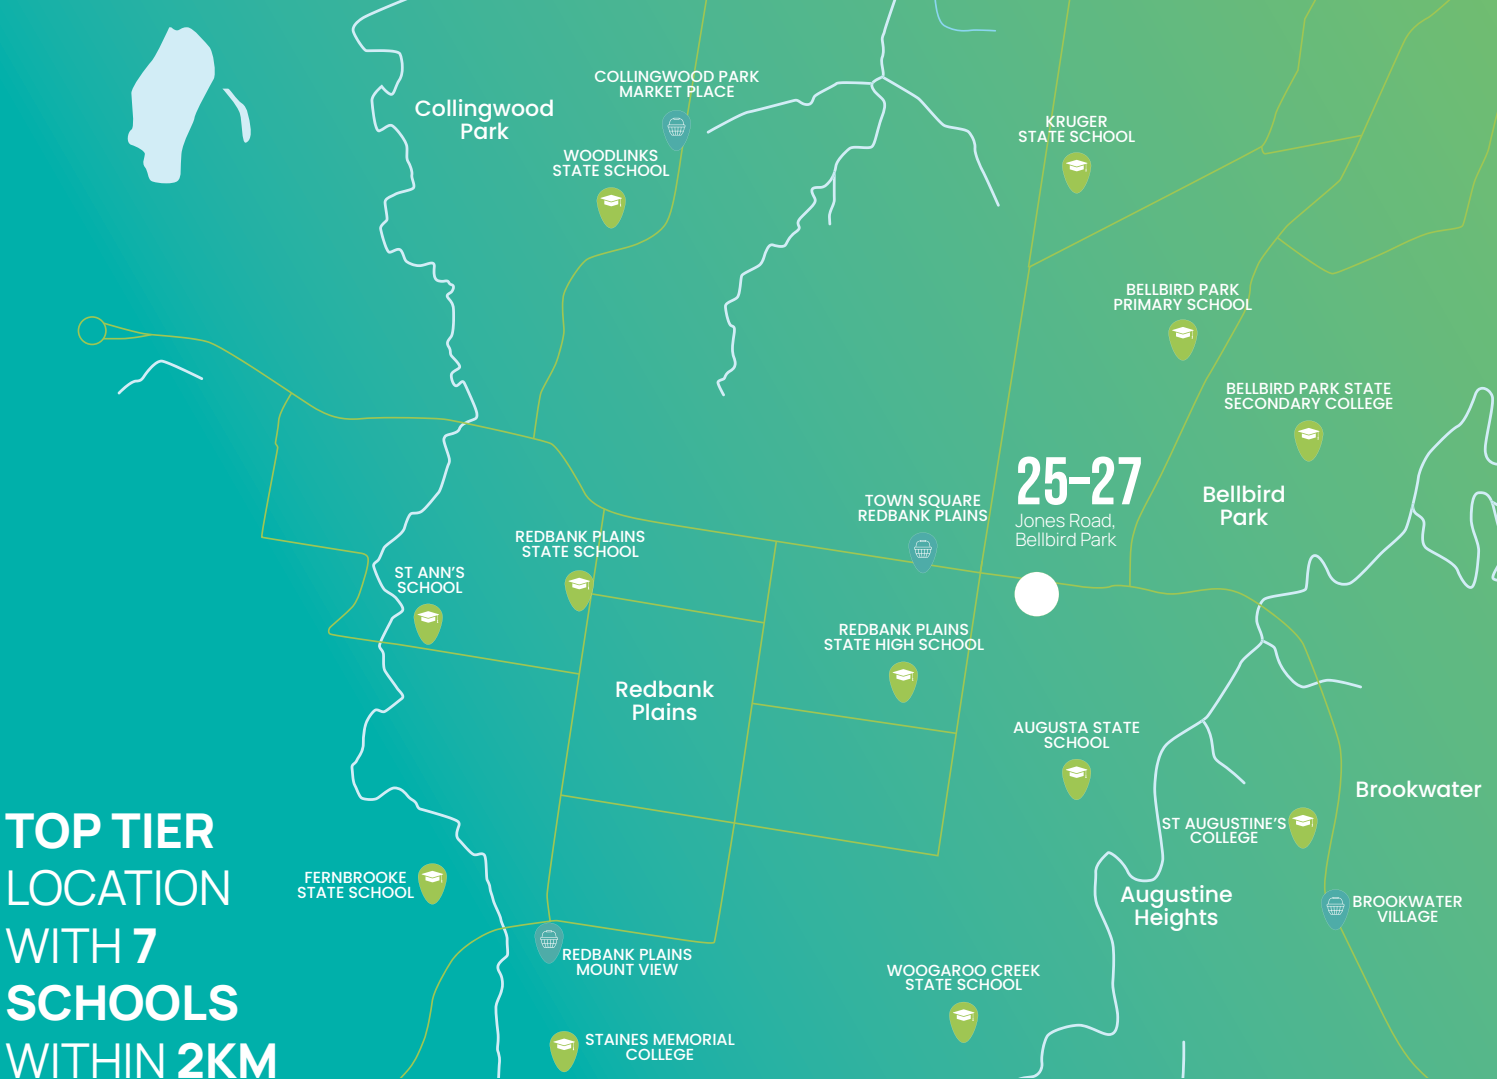 COLLINGWOOD PARK
MARKET PLACE
Collingwood
Park
WOODLINKS
STATE SCHOOL
KRUGER
STATE SCHOOL
BELLBIRD PARK
PRIMARY SCHOOL
BELLBIRD PARK STATE
SECONDARY COLLEGE
25–27
Jones Road,
Bellbird Park
Bellbird
Park
TOWN SQUARE
REDBANK PLAINS
REDBANK PLAINS
STATE SCHOOL
ST ANN'S
SCHOOL
REDBANK PLAINS
STATE HIGH SCHOOL
Redbank
Plains
AUGUSTA STATE
SCHOOL
Brookwater
ST AUGUSTINE'S
COLLEGE
Augustine
Heights
BROOKWATER
VILLAGE
FERNBROOKE
STATE SCHOOL
REDBANK PLAINS
MOUNT VIEW
WOOGAROO CREEK
STATE SCHOOL
STAINES MEMORIAL
COLLEGE
TOP TIER
LOCATION
WITH 7
SCHOOLS
WITHIN 2KM